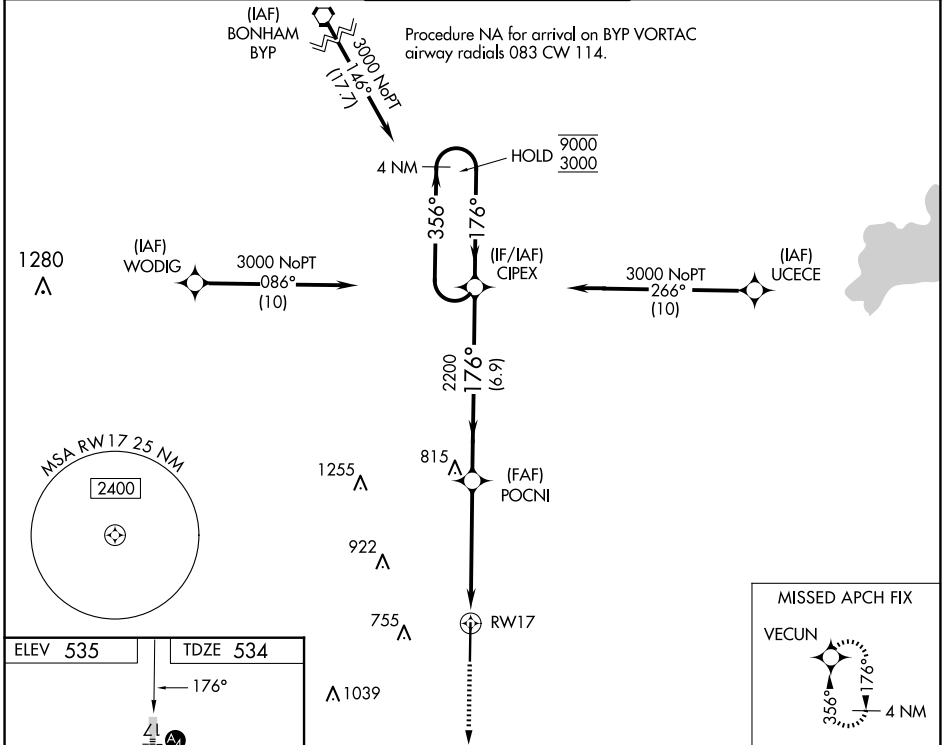 (IAF)
BONHAM
BYP
3000 NoPT
146°
(17.7)
Procedure NA for arrival on BYP VORTAC
airway radials 083 CW 114.
4 NM
HOLD
9000
3000
356°
176°
(IF/IAF)
CIPEX
1280
(IAF)
WODIG
3000 NoPT
086°
(10)
3000 NoPT
266°
(10)
(IAF)
UCECE
2200
176°
(6.9)
MSA RW17 25 NM
2400
1255
815
(FAF)
POCNI
922
755
RW17
1039
ELEV 535
TDZE 534
176°
17
A4
MISSED APCH FIX
VECUN
356°
176°
4 NM